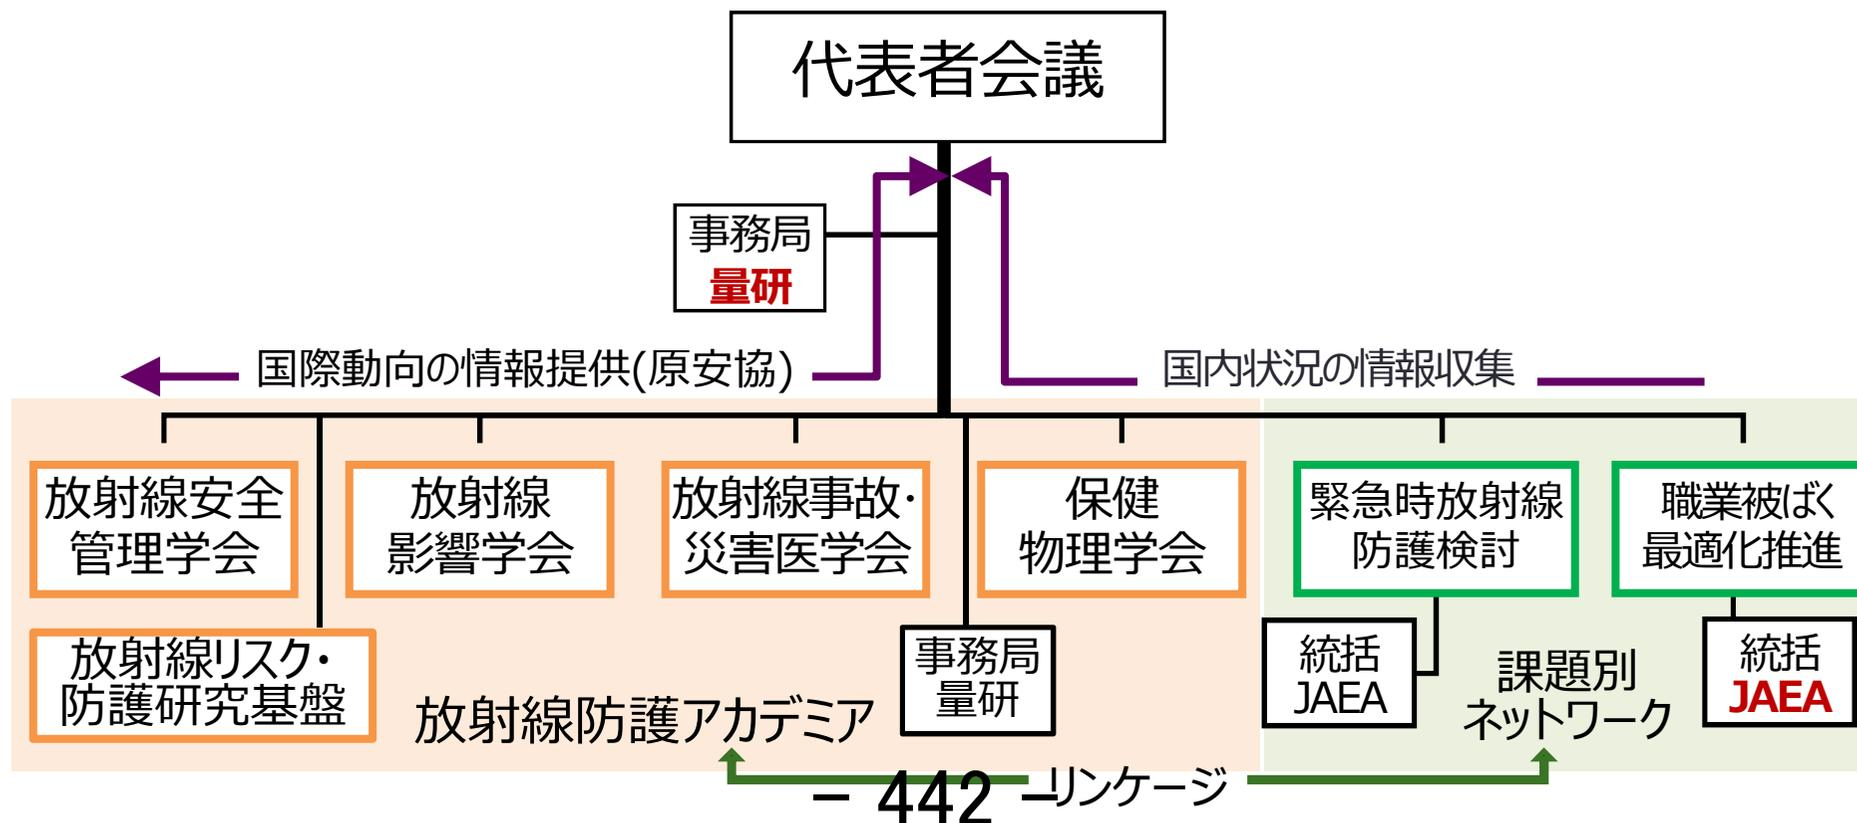 代表者会議
事務局
量研
国際動向の情報提供(原安協)
国内状況の情報収集
放射線安全
管理学会
放射線
影響学会
放射線事故・
災害医学会
保健
物理学会
緊急時放射線
防護検討
職業被ばく
最適化推進
放射線リスク・
防護研究基盤
放射線防護アカデミア
事務局
量研
統括
JAEA
課題別
ネットワーク
統括
JAEA
リンケージ
− 442 −